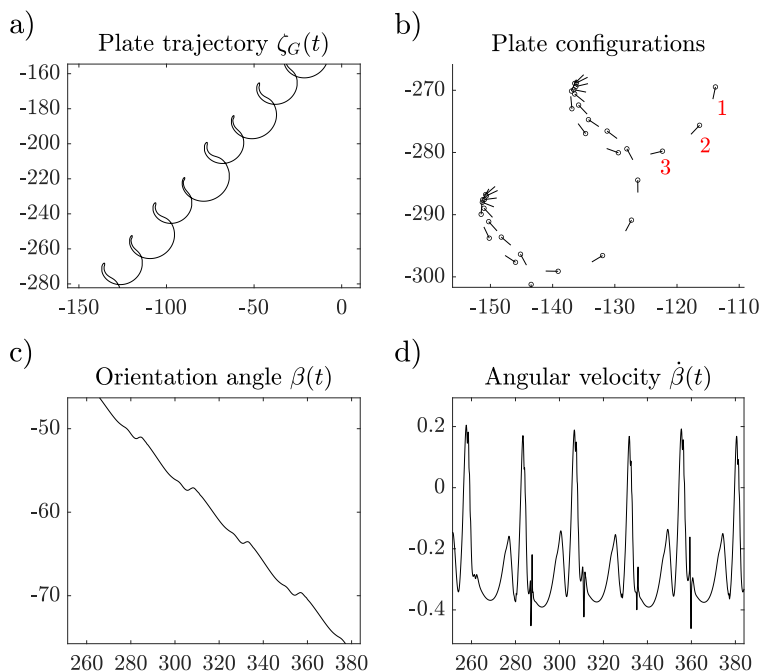 a)
Plate trajectory ζ_G(t)
-160
-180
-200
-220
-240
-260
-280
-150 -100 -50 0
b)
Plate configurations
-270
-280
-290
-300
1
2
3
-150 -140 -130 -120 -110
c)
Orientation angle β(t)
-50
-60
-70
260 280 300 320 340 360 380
d)
Angular velocity β̇(t)
0.2
0
-0.2
-0.4
260 280 300 320 340 360 380